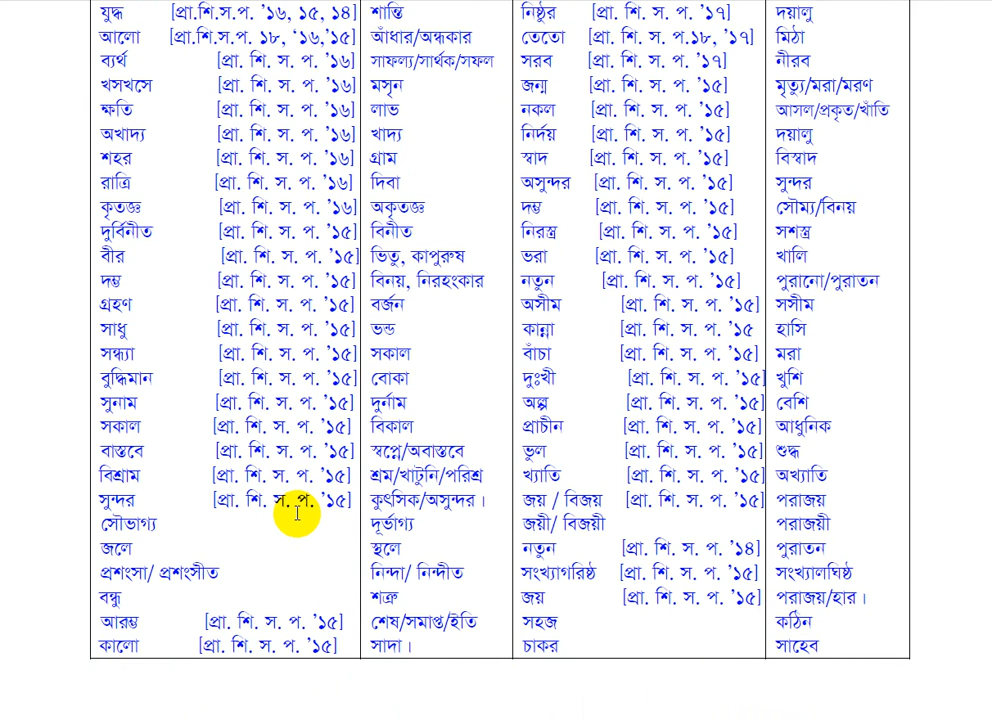 যুদ্ধ [প্রা.শি.স.প. ’১৬, ১৫, ১৪] শান্তি নিষ্ঠুর [প্রা. শি. স. প. ’১৭] দয়ালু
আলো [প্রা.শি.স.প. ১৮, ‘১৬,’১৫] আঁধার/অন্ধকার তেতো [প্রা. শি. স. প.১৮, ’১৭] মিঠা
ব্যর্থ [প্রা. শি. স. প. ’১৬] সাফল্য/সার্থক/সফল সরব [প্রা. শি. স. প. ’১৭] নীরব
খসখসে [প্রা. শি. স. প. ’১৬] মসৃন জন্ম [প্রা. শি. স. প. ’১৫] মৃত্যু/মরা/মরণ
ক্ষতি [প্রা. শি. স. প. ’১৬] লাভ নকল [প্রা. শি. স. প. ’১৫] আসল/প্রকৃত/খাঁতি
অখাদ্য [প্রা. শি. স. প. ’১৬] খাদ্য নির্দয় [প্রা. শি. স. প. ’১৫] দয়ালু
শহর [প্রা. শি. স. প. ’১৬] গ্রাম স্বাদ [প্রা. শি. স. প. ’১৫] বিস্বাদ
রাত্রি [প্রা. শি. স. প. ’১৬] দিবা অসুন্দর [প্রা. শি. স. প. ’১৫] সুন্দর
কৃতজ্ঞ [প্রা. শি. স. প. ’১৬] অকৃতজ্ঞ দম্ভ [প্রা. শি. স. প. ’১৫] সৌম্য/বিনয়
দুর্বিনীত [প্রা. শি. স. প. ’১৫] বিনীত নিরস্ত্র [প্রা. শি. স. প. ’১৫] সশস্ত্র
বীর [প্রা. শি. স. প. ’১৫] ভিতু, কাপুরুষ ভরা [প্রা. শি. স. প. ’১৫] খালি
দম্ভ [প্রা. শি. স. প. ’১৫] বিনয়, নিরহংকার নতুন [প্রা. শি. স. প. ’১৫] পুরানো/পুরাতন
গ্রহণ [প্রা. শি. স. প. ’১৫] বর্জন অসীম [প্রা. শি. স. প. ’১৫] সসীম
সাধু [প্রা. শি. স. প. ’১৫] ভন্ড কান্না [প্রা. শি. স. প. ’১৫ হাসি
সন্ধ্যা [প্রা. শি. স. প. ’১৫] সকাল বাঁচা [প্রা. শি. স. প. ’১৫] মরা
বুদ্ধিমান [প্রা. শি. স. প. ’১৫] বোকা দুঃখী [প্রা. শি. স. প. ’১৫] খুশি
সুনাম [প্রা. শি. স. প. ’১৫] দুর্নাম অল্প [প্রা. শি. স. প. ’১৫] বেশি
সকাল [প্রা. শি. স. প. ’১৫] বিকাল প্রাচীন [প্রা. শি. স. প. ’১৫] আধুনিক
বাস্তবে [প্রা. শি. স. প. ’১৫] স্বপ্নে/অবাস্তবে ভুল [প্রা. শি. স. প. ’১৫] শুদ্ধ
বিশ্রাম [প্রা. শি. স. প. ’১৫] শ্রম/খাটুনি/পরিশ্র খ্যাতি [প্রা. শি. স. প. ’১৫] অখ্যাতি
সুন্দর [প্রা. শি. স. প. ’১৫] কুৎসিক/অসুন্দর। জয় / বিজয় [প্রা. শি. স. প. ’১৫] পরাজয়
সৌভাগ্য দূর্ভাগ্য জয়ী/ বিজয়ী পরাজয়ী
জলে স্থলে নতুন [প্রা. শি. স. প. ’১৪] পুরাতন
প্রশংসা/ প্রশংসীত নিন্দা/ নিন্দীত সংখ্যাগরিষ্ঠ [প্রা. শি. স. প. ’১৫] সংখ্যালঘিষ্ঠ
বন্ধু শত্রু জয় [প্রা. শি. স. প. ’১৫] পরাজয়/হার।
আরম্ভ [প্রা. শি. স. প. ’১৫] শেষ/সমাপ্ত/ইতি সহজ কঠিন
কালো [প্রা. শি. স. প. ’১৫] সাদা। চাকর সাহেব